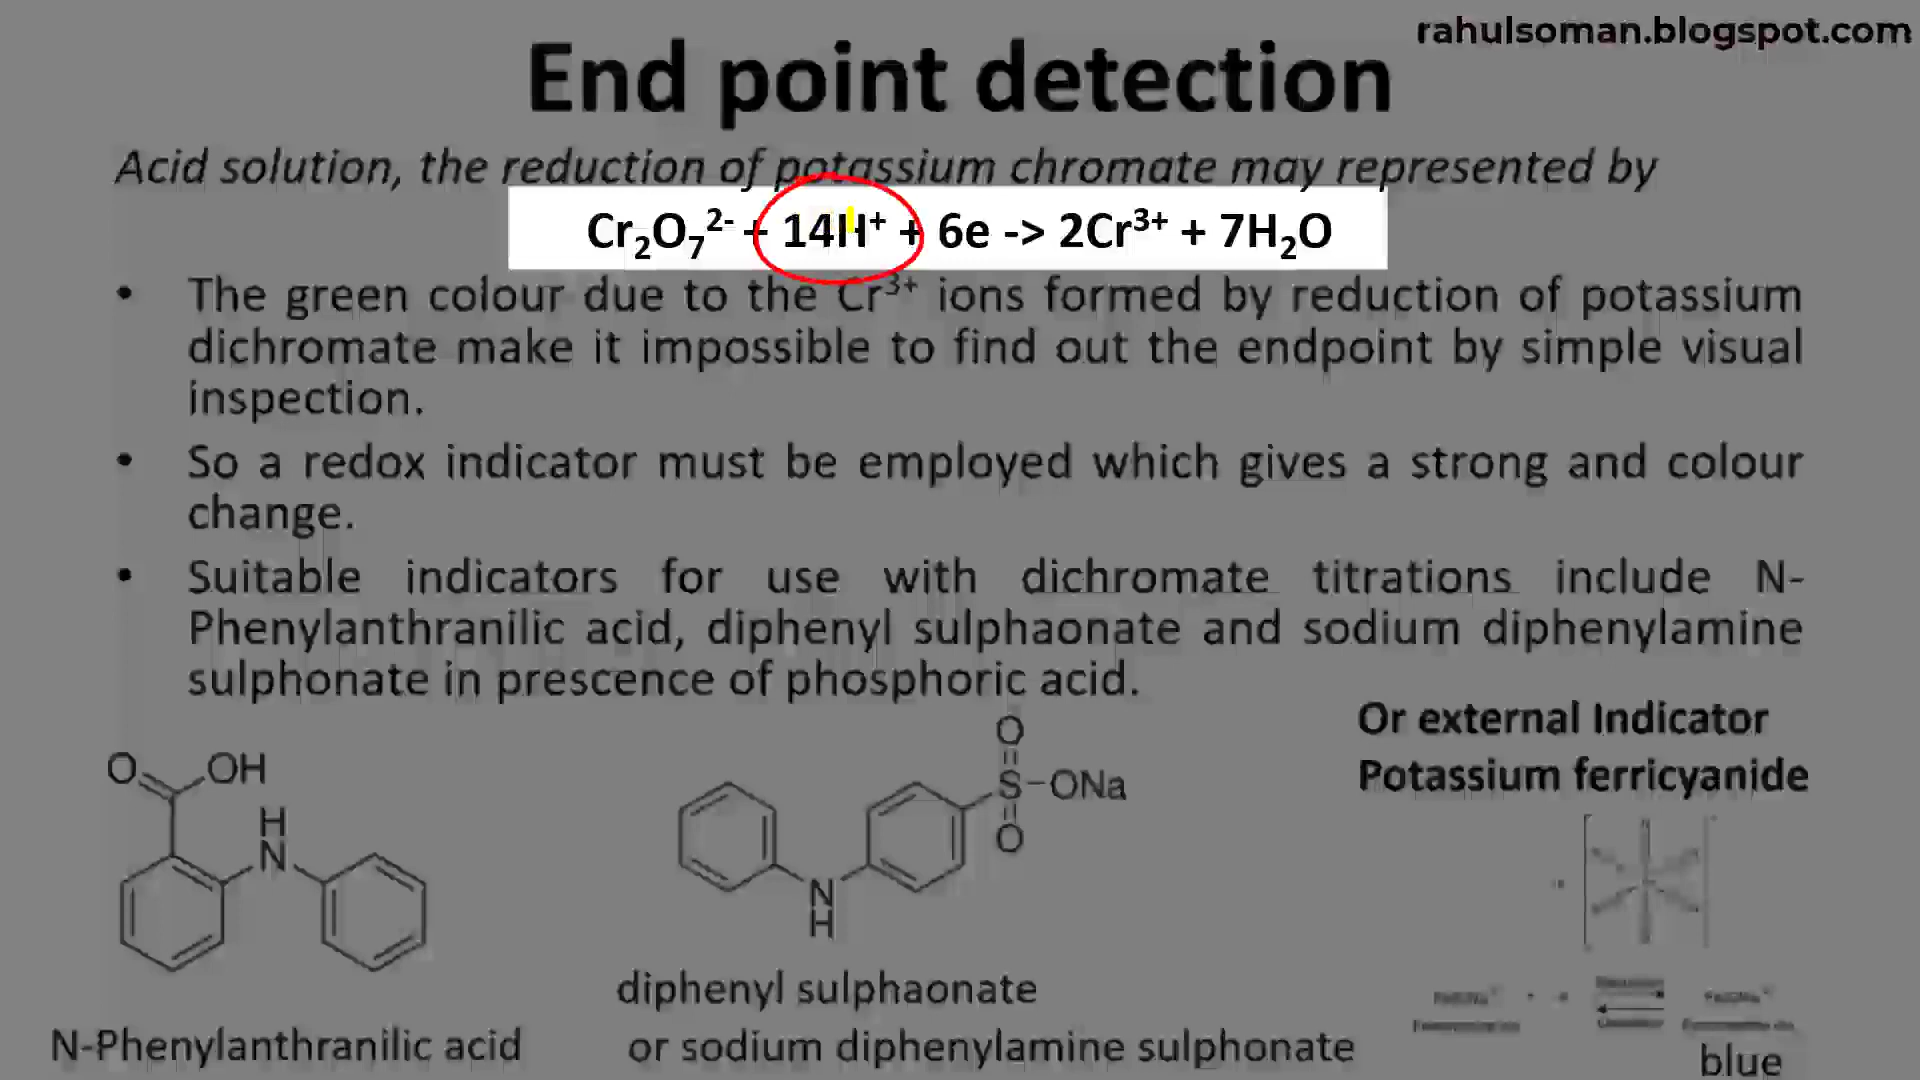 rahulsoman.blogspot.com
End point detection
Acid solution, the reduction of potassium chromate may represented by
Cr₂O₇²⁻ + 14H⁺ + 6e -> 2Cr³⁺ + 7H₂O
• The green colour due to the Cr³⁺ ions formed by reduction of potassium
dichromate make it impossible to find out the endpoint by simple visual
inspection.
• So a redox indicator must be employed which gives a strong and colour
change.
• Suitable indicators for use with dichromate titrations include N-
Phenylanthranilic acid, diphenyl sulphaonate and sodium diphenylamine
sulphonate in prescence of phosphoric acid.
Or external Indicator
Potassium ferricyanide
O OH
H
N
O
S-ONa
O
N
H
diphenyl sulphaonate
N-Phenylanthranilic acid
or sodium diphenylamine sulphonate
blue